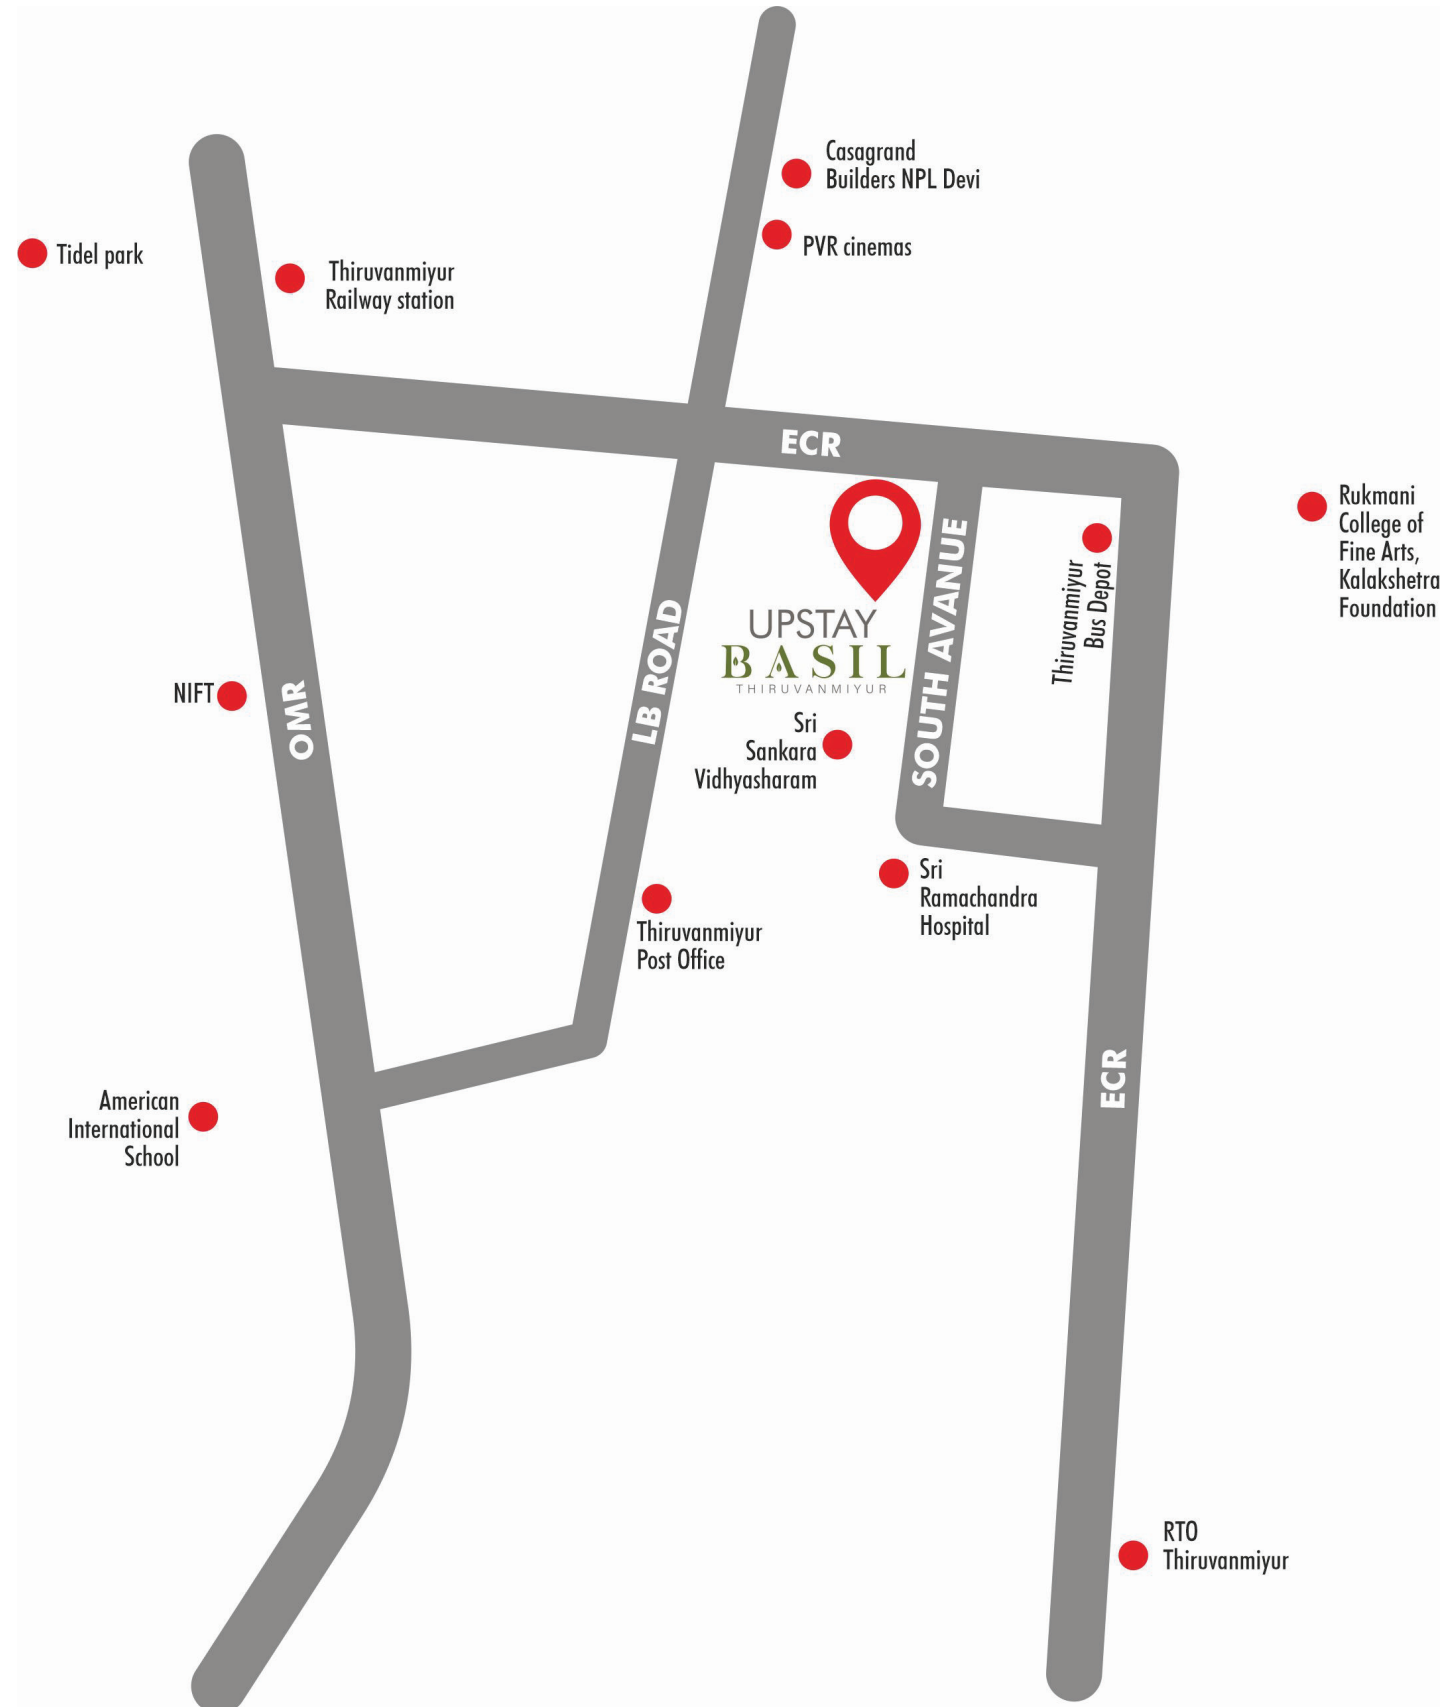 Casagrand
Builders NPL Devi
PVR cinemas
Tidel park
Thiruvanmiyur
Railway station
ECR
Rukmani
College of
Fine Arts,
Kalakshetra
Foundation
Thiruvanmiyur
Bus Depot
SOUTH AVANUE
UPSTAY
BASIL
THIRUVANMIYUR
LB ROAD
NIFT
OMR
Sri
Sankara
Vidhyasharam
Sri
Ramachandra
Hospital
Thiruvanmiyur
Post Office
ECR
American
International
School
RTO
Thiruvanmiyur